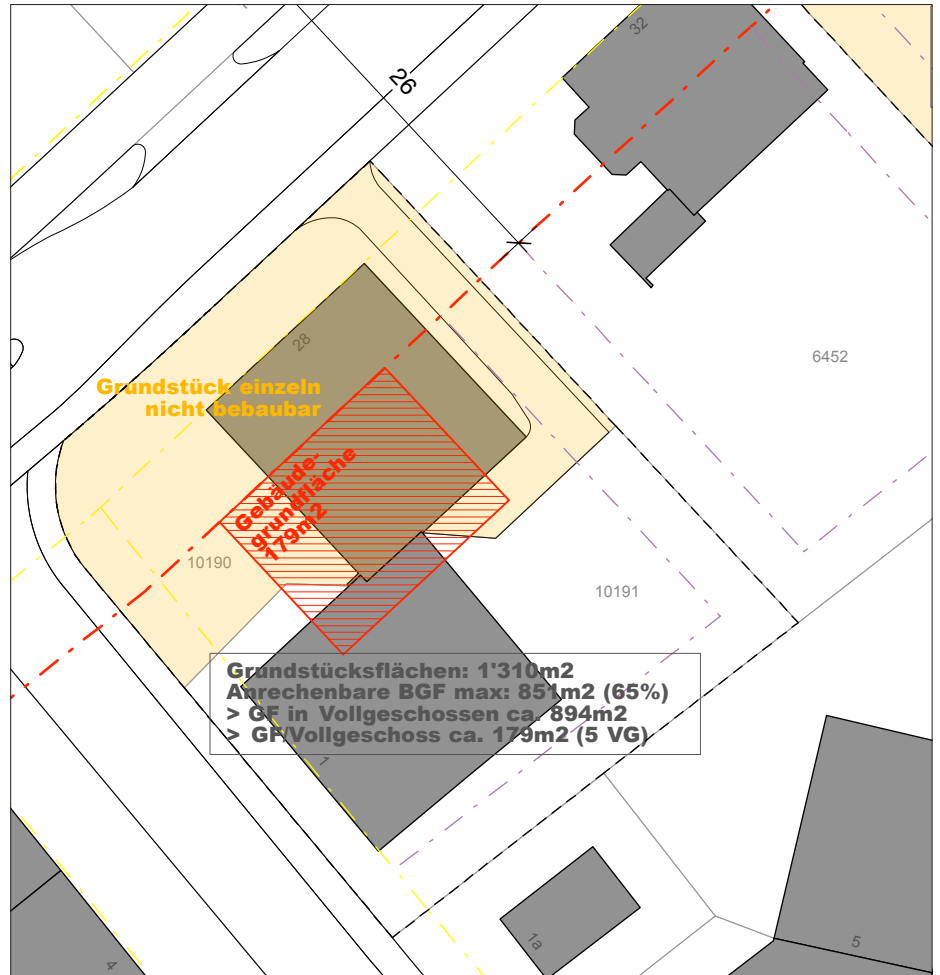 32
26
28
6452
Grundstück einzeln
nicht bebaubar
Gebäude-
grundfläche
179m2
10190
10191
Grundstücksflächen: 1'310m2
Anrechenbare BGF max: 851m2 (65%)
> GF in Vollgeschossen ca. 894m2
> GF/Vollgeschoss ca. 179m2 (5 VG)
1
1a
5
4